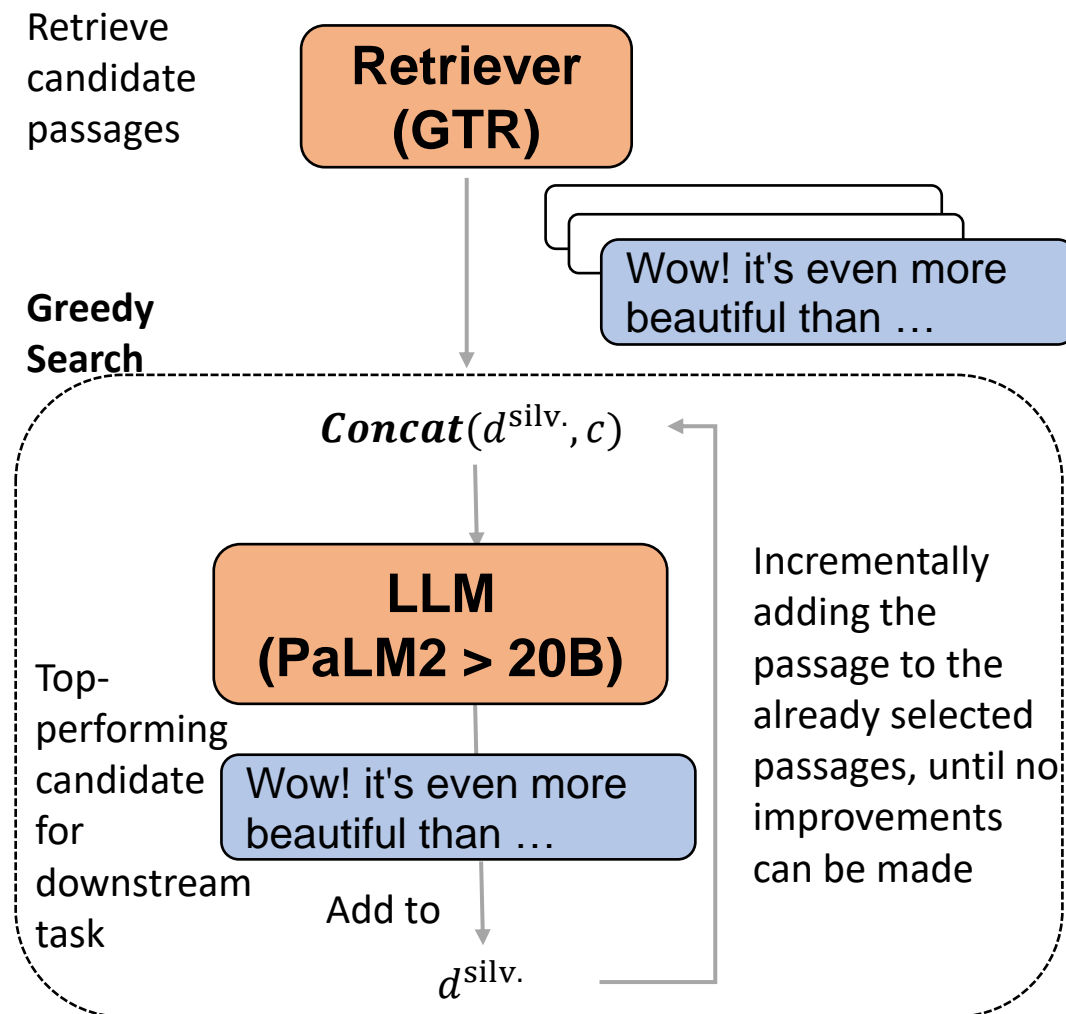 Retrieve
candidate
passages
Retriever
(GTR)
Wow! it's even more
beautiful than …
Greedy
Search
Concat(d^silv., c)
LLM
(PaLM2 > 20B)
Top-
performing
candidate
for
downstream
task
Wow! it's even more
beautiful than …
Add to
d^silv.
Incrementally
adding the
passage to the
already selected
passages, until no
improvements
can be made